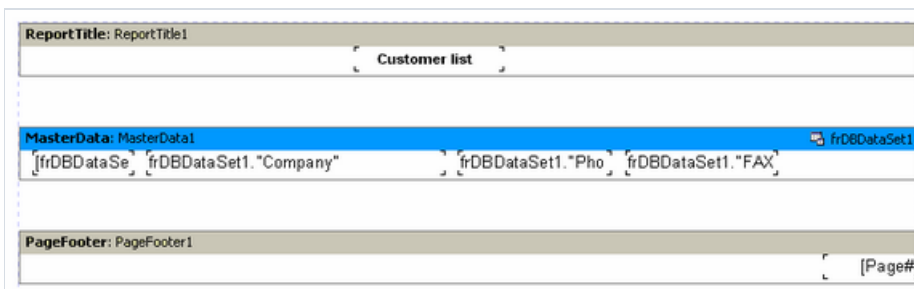 ReportTitle: ReportTitle1
Customer list
MasterData: MasterData1 frDBDataSet1
[frDBDataSe frDBDataSet1."Company" frDBDataSet1."Pho frDBDataSet1."FAX
PageFooter: PageFooter1
[Page#